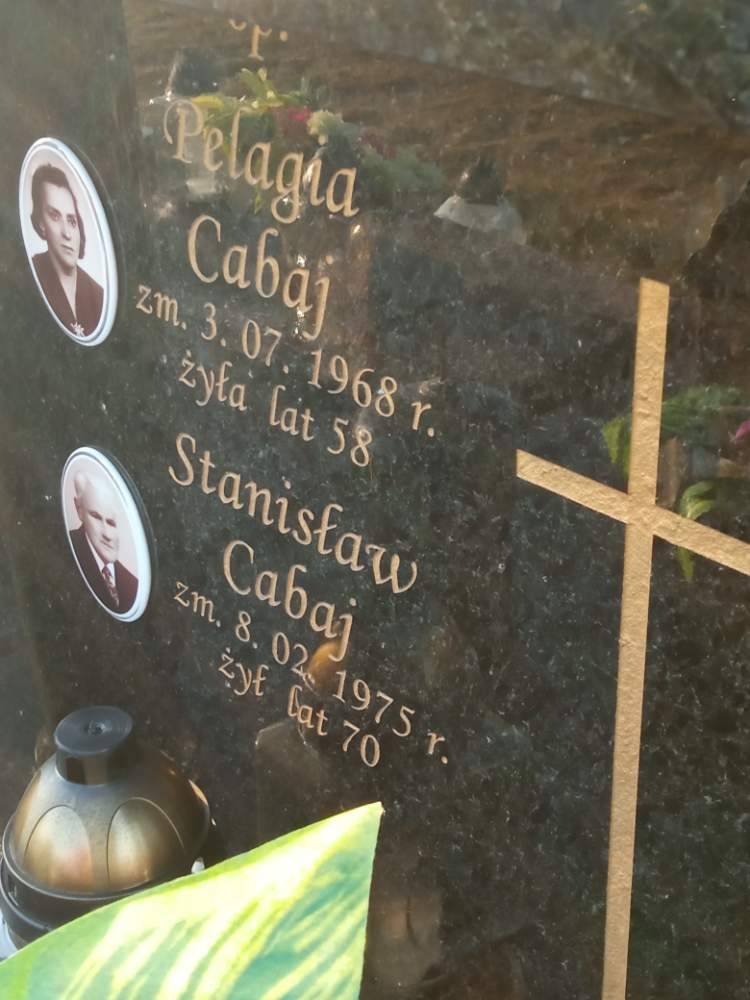 Pelagia
Cabaj
zm. 3. 07. 1968 r.
żyła lat 58
Stanisław
Cabaj
zm. 8. 02. 1975 r.
żył lat 70